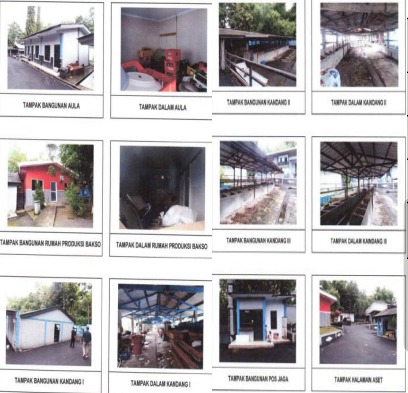 TAMPAK BANGUNAN AULA
TAMPAK DALAM AULA
TAMPAK BANGUNAN KANDANG II
TAMPAK DALAM KANDANG II
TAMPAK BANGUNAN RUMAH PRODUKSI BAKSO
TAMPAK DALAM RUMAH PRODUKSI BAKSO
TAMPAK BANGUNAN KANDANG III
TAMPAK DALAM KANDANG III
TAMPAK BANGUNAN KANDANG I
TAMPAK DALAM KANDANG I
TAMPAK BANGUNAN POS JAGA
TAMPAK HALAMAN ASET